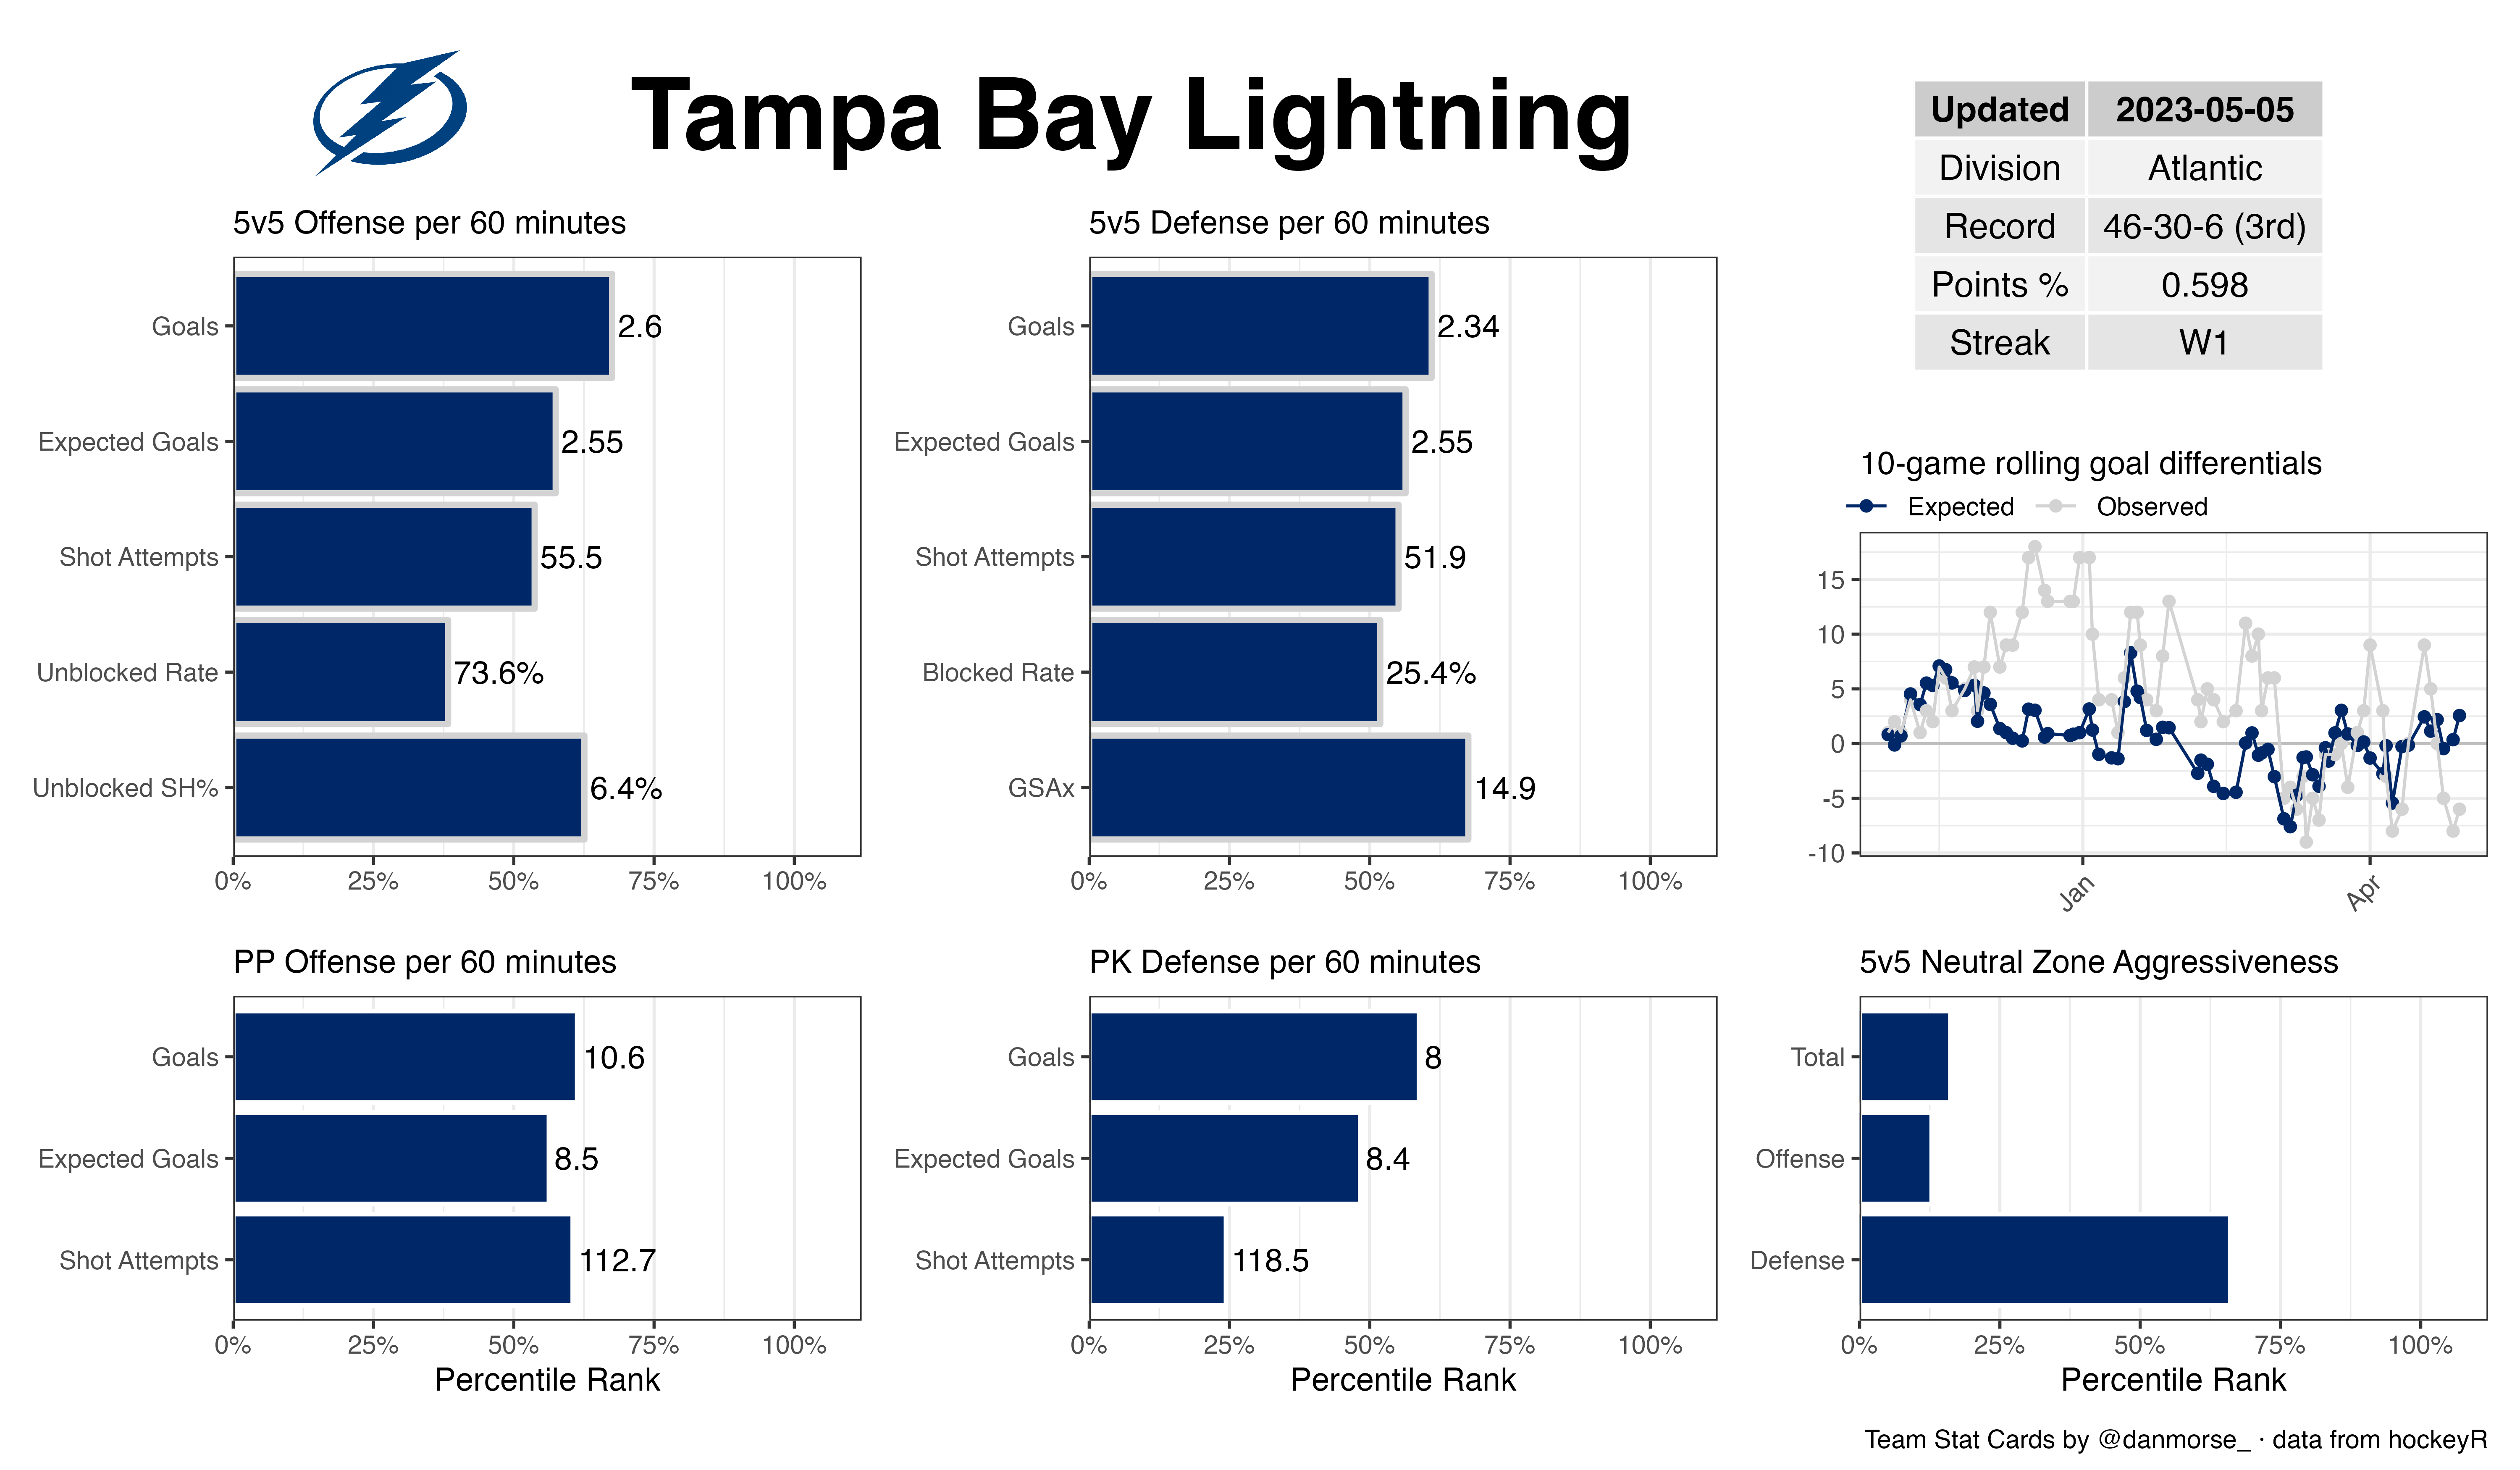 Tampa Bay Lightning
Updated 2023-05-05
Division Atlantic
Record 46-30-6 (3rd)
Points % 0.598
Streak W1
5v5 Offense per 60 minutes
Goals 2.6
Expected Goals 2.55
Shot Attempts 55.5
Unblocked Rate 73.6%
Unblocked SH% 6.4%
0% 25% 50% 75% 100%
5v5 Defense per 60 minutes
Goals 2.34
Expected Goals 2.55
Shot Attempts 51.9
Blocked Rate 25.4%
GSAx 14.9
0% 25% 50% 75% 100%
10-game rolling goal differentials
Expected Observed
15
10
5
0
-5
-10
Jan Apr
PP Offense per 60 minutes
Goals 10.6
Expected Goals 8.5
Shot Attempts 112.7
0% 25% 50% 75% 100%
Percentile Rank
PK Defense per 60 minutes
Goals 8
Expected Goals 8.4
Shot Attempts 118.5
0% 25% 50% 75% 100%
Percentile Rank
5v5 Neutral Zone Aggressiveness
Total
Offense
Defense
0% 25% 50% 75% 100%
Percentile Rank
Team Stat Cards by @danmorse_ · data from hockeyR